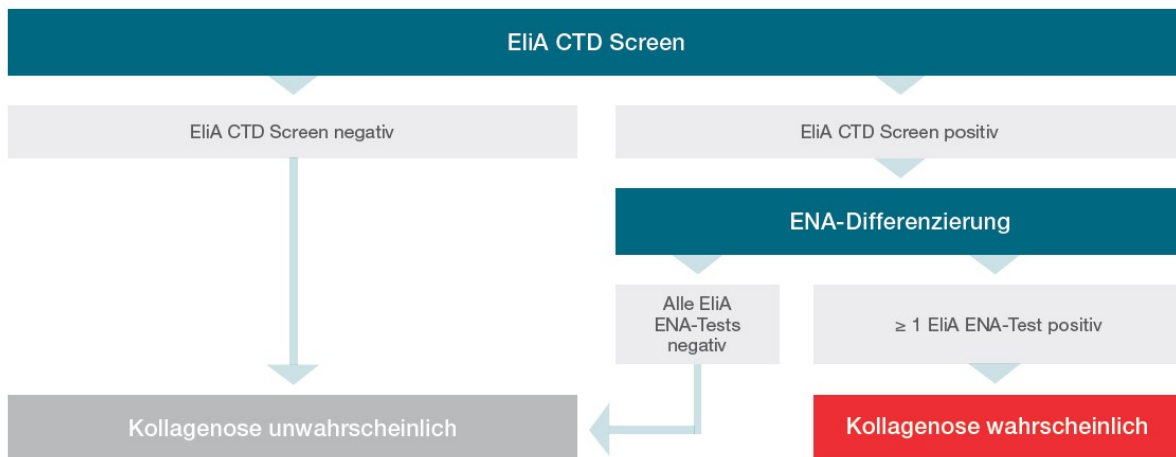 EliA CTD Screen
EliA CTD Screen negativ
EliA CTD Screen positiv
ENA-Differenzierung
Alle EliA
ENA-Tests
negativ
≥ 1 EliA ENA-Test positiv
Kollagenose unwahrscheinlich
Kollagenose wahrscheinlich